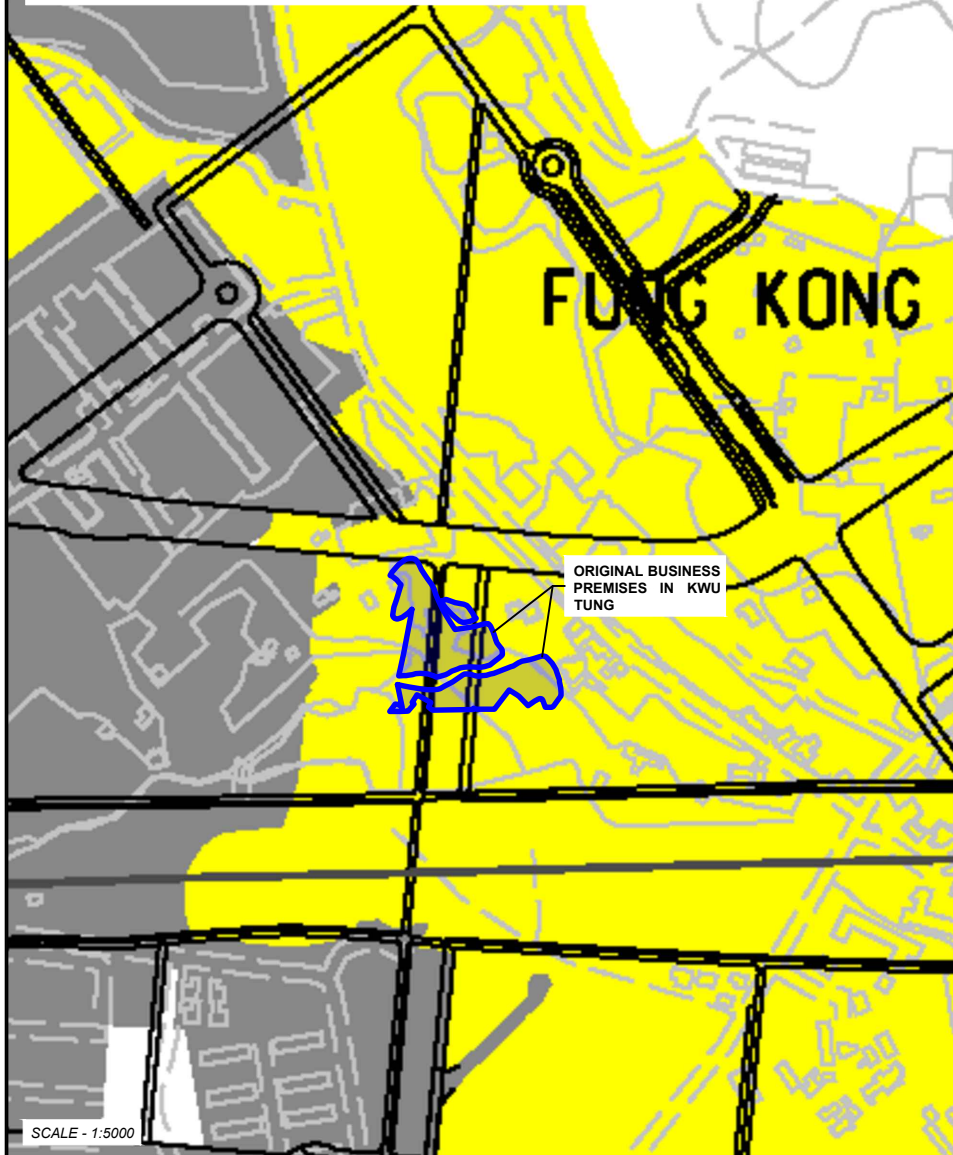 FUNG KONG
ORIGINAL BUSINESS
PREMISES IN KWU
TUNG
SCALE - 1:5000